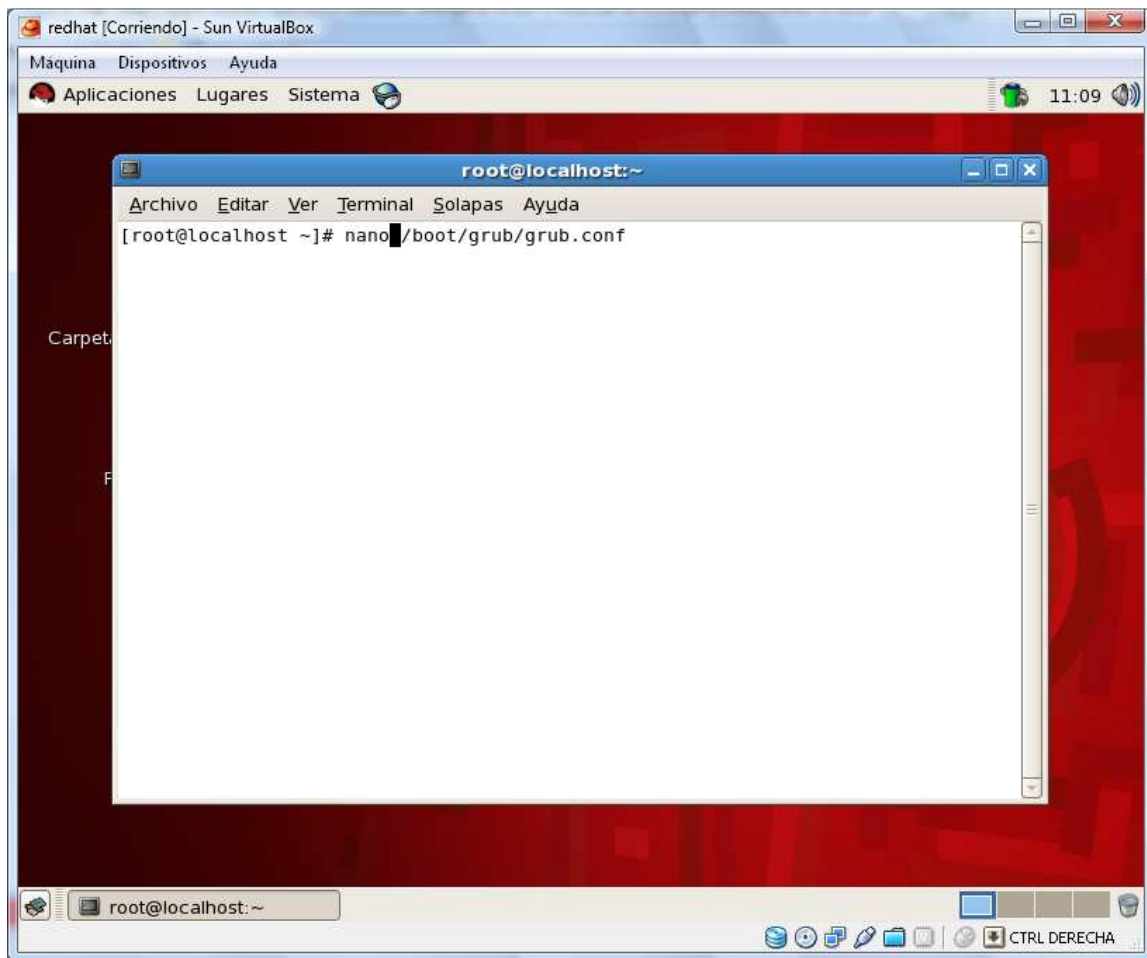 redhat [Corriendo] - Sun VirtualBox
Máquina Dispositivos Ayuda
Aplicaciones Lugares Sistema 11:09
root@localhost:~
Archivo Editar Ver Terminal Solapas Ayuda
[root@localhost ~]# nano /boot/grub/grub.conf
Carpeta
root@localhost:~
CTRL DERECHA